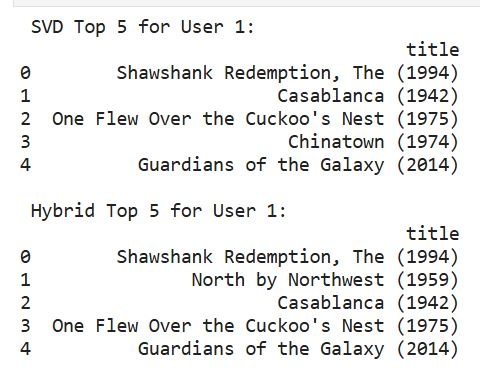 SVD Top 5 for User 1:
title
0 Shawshank Redemption, The (1994)
1 Casablanca (1942)
2 One Flew Over the Cuckoo's Nest (1975)
3 Chinatown (1974)
4 Guardians of the Galaxy (2014)
Hybrid Top 5 for User 1:
title
0 Shawshank Redemption, The (1994)
1 North by Northwest (1959)
2 Casablanca (1942)
3 One Flew Over the Cuckoo's Nest (1975)
4 Guardians of the Galaxy (2014)